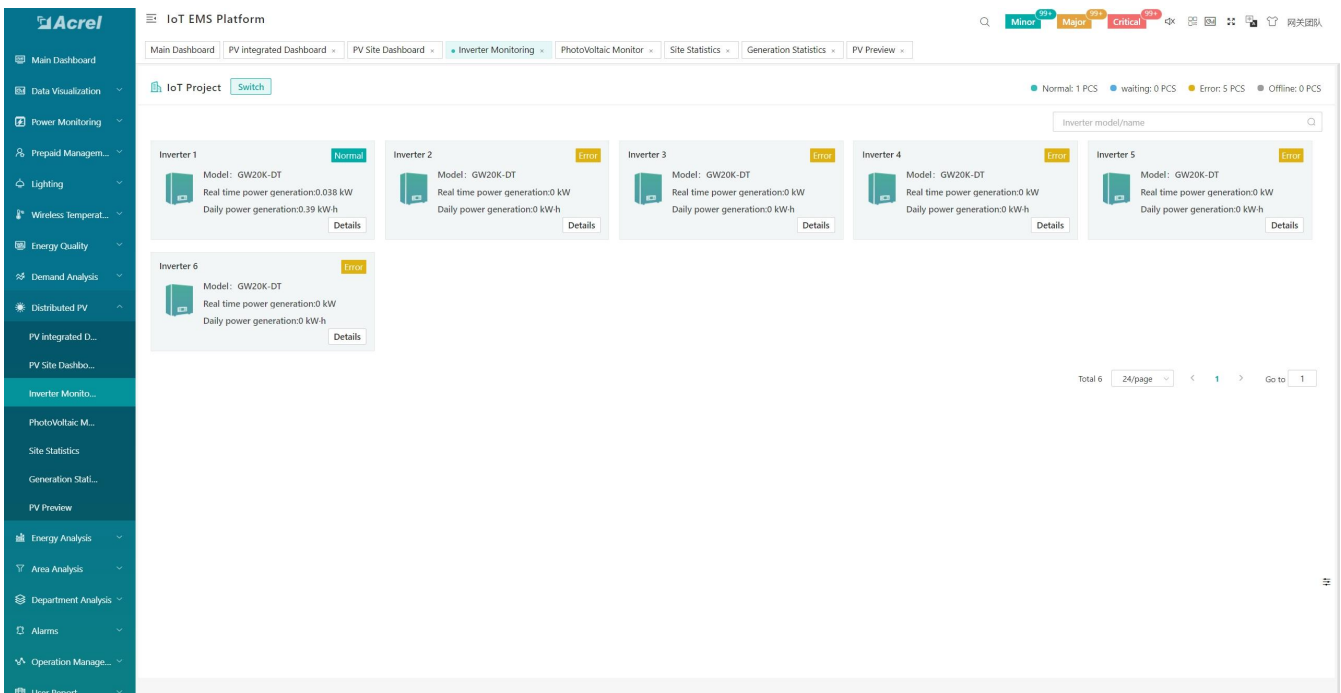 Acrel
IoT EMS Platform
Minor 99+ Major 99+ Critical 99+ 网关团队
Main Dashboard PV integrated Dashboard × PV Site Dashboard × Inverter Monitoring × PhotoVoltaic Monitor × Site Statistics × Generation Statistics × PV Preview ×
Main Dashboard
Data Visualization
Power Monitoring
Prepaid Managem...
Lighting
Wireless Temperat...
Energy Quality
Demand Analysis
Distributed PV
PV integrated D...
PV Site Dashbo...
Inverter Monito...
PhotoVoltaic M...
Site Statistics
Generation Stati...
PV Preview
Energy Analysis
Area Analysis
Department Analysis
Alarms
Operation Manage...
User Report
IoT Project Switch
Normal: 1 PCS waiting: 0 PCS Error: 5 PCS Offline: 0 PCS
Inverter model/name
Inverter 1 Normal
Model: GW20K-DT
Real time power generation:0.038 kW
Daily power generation:0.39 kW·h
Details
Inverter 2 Error
Model: GW20K-DT
Real time power generation:0 kW
Daily power generation:0 kW·h
Details
Inverter 3 Error
Model: GW20K-DT
Real time power generation:0 kW
Daily power generation:0 kW·h
Details
Inverter 4 Error
Model: GW20K-DT
Real time power generation:0 kW
Daily power generation:0 kW·h
Details
Inverter 5 Error
Model: GW20K-DT
Real time power generation:0 kW
Daily power generation:0 kW·h
Details
Inverter 6 Error
Model: GW20K-DT
Real time power generation:0 kW
Daily power generation:0 kW·h
Details
Total 6 24/page < 1 > Go to 1